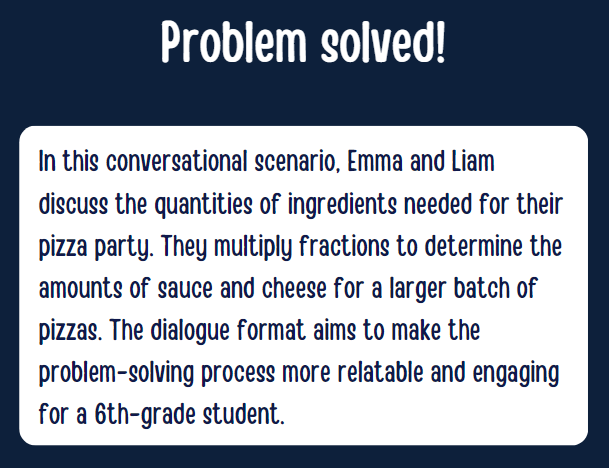 Problem solved!
In this conversational scenario, Emma and Liam
discuss the quantities of ingredients needed for their
pizza party. They multiply fractions to determine the
amounts of sauce and cheese for a larger batch of
pizzas. The dialogue format aims to make the
problem-solving process more relatable and engaging
for a 6th-grade student.